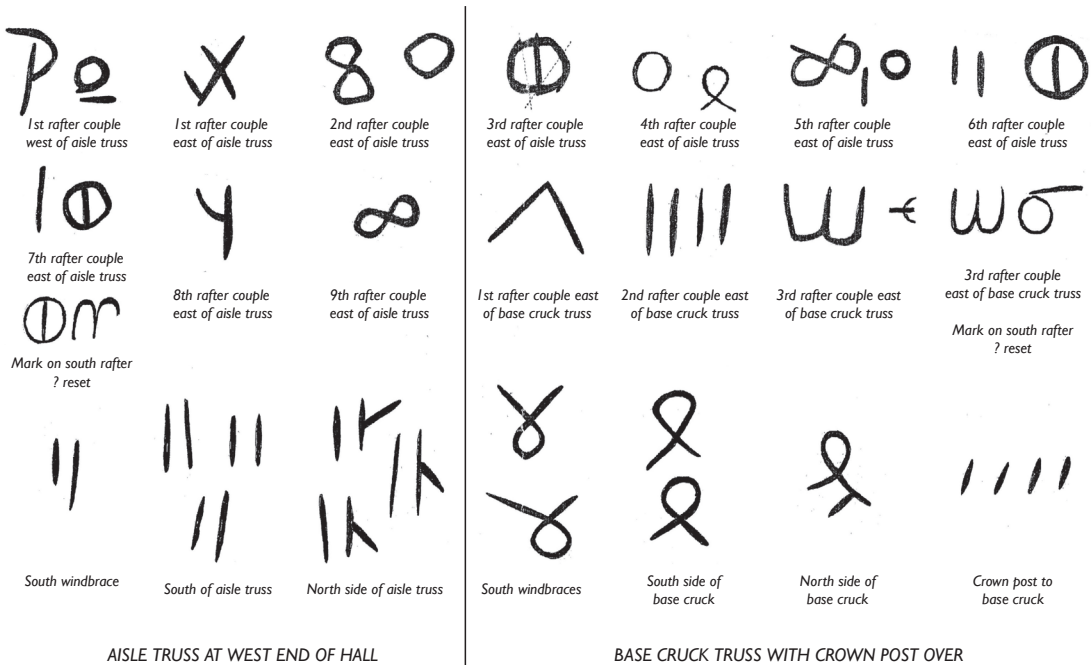 1st rafter couple
west of aisle truss
1st rafter couple
east of aisle truss
2nd rafter couple
east of aisle truss
3rd rafter couple
east of aisle truss
4th rafter couple
east of aisle truss
5th rafter couple
east of aisle truss
6th rafter couple
east of aisle truss
7th rafter couple
east of aisle truss
8th rafter couple
east of aisle truss
9th rafter couple
east of aisle truss
1st rafter couple east
of base cruck truss
2nd rafter couple east
of base cruck truss
3rd rafter couple east
of base cruck truss
3rd rafter couple
east of base cruck truss
Mark on south rafter
? reset
Mark on south rafter
? reset
South windbrace
South of aisle truss
North side of aisle truss
South windbraces
South side of
base cruck
North side of
base cruck
Crown post to
base cruck
AISLE TRUSS AT WEST END OF HALL
BASE CRUCK TRUSS WITH CROWN POST OVER